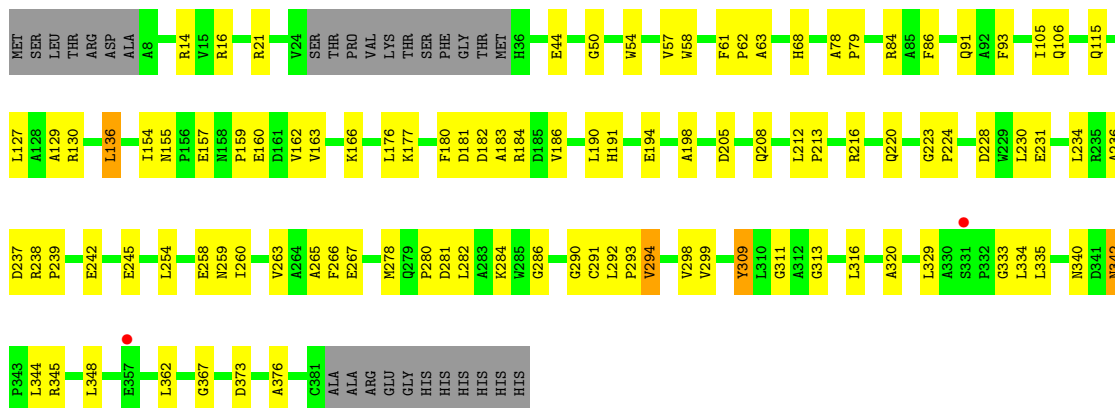 MET SER LEU THR ARG ASP ALA A8 R14 V15 R16 R21 V24 SER THR PRO VAL LYS THR SER PHE GLY THR MET H36 E44 G50 W54 V57 W58 F61 P62 A63 H68 A78 P79 R84 A85 F86 Q91 A92 F93 I105 Q106 Q115
L127 A128 A129 R130 L136 I154 N155 P156 E157 N158 P159 E160 D161 V162 V163 K166 L176 K177 F180 D181 D182 A183 R184 D185 V186 L190 H191 E194 A198 D205 Q208 L212 P213 R216 Q220 G223 P224 D228 W229 L230 E231 L234 R235 A236
D237 R238 P239 E242 E245 L254 E258 N259 I260 V263 A264 A265 F266 E267 M278 Q279 P280 D281 L282 A283 K284 W285 G286 G290 C291 L292 P293 V294 V298 V299 Y309 L310 G311 A312 G313 L316 A320 L329 A330 S331 P332 G333 L334 L335 N340 D341 N342
P343 L344 R345 L348 E357 L362 G367 D373 A376 C381 ALA ALA ARG GLU GLY HIS HIS HIS HIS HIS HIS